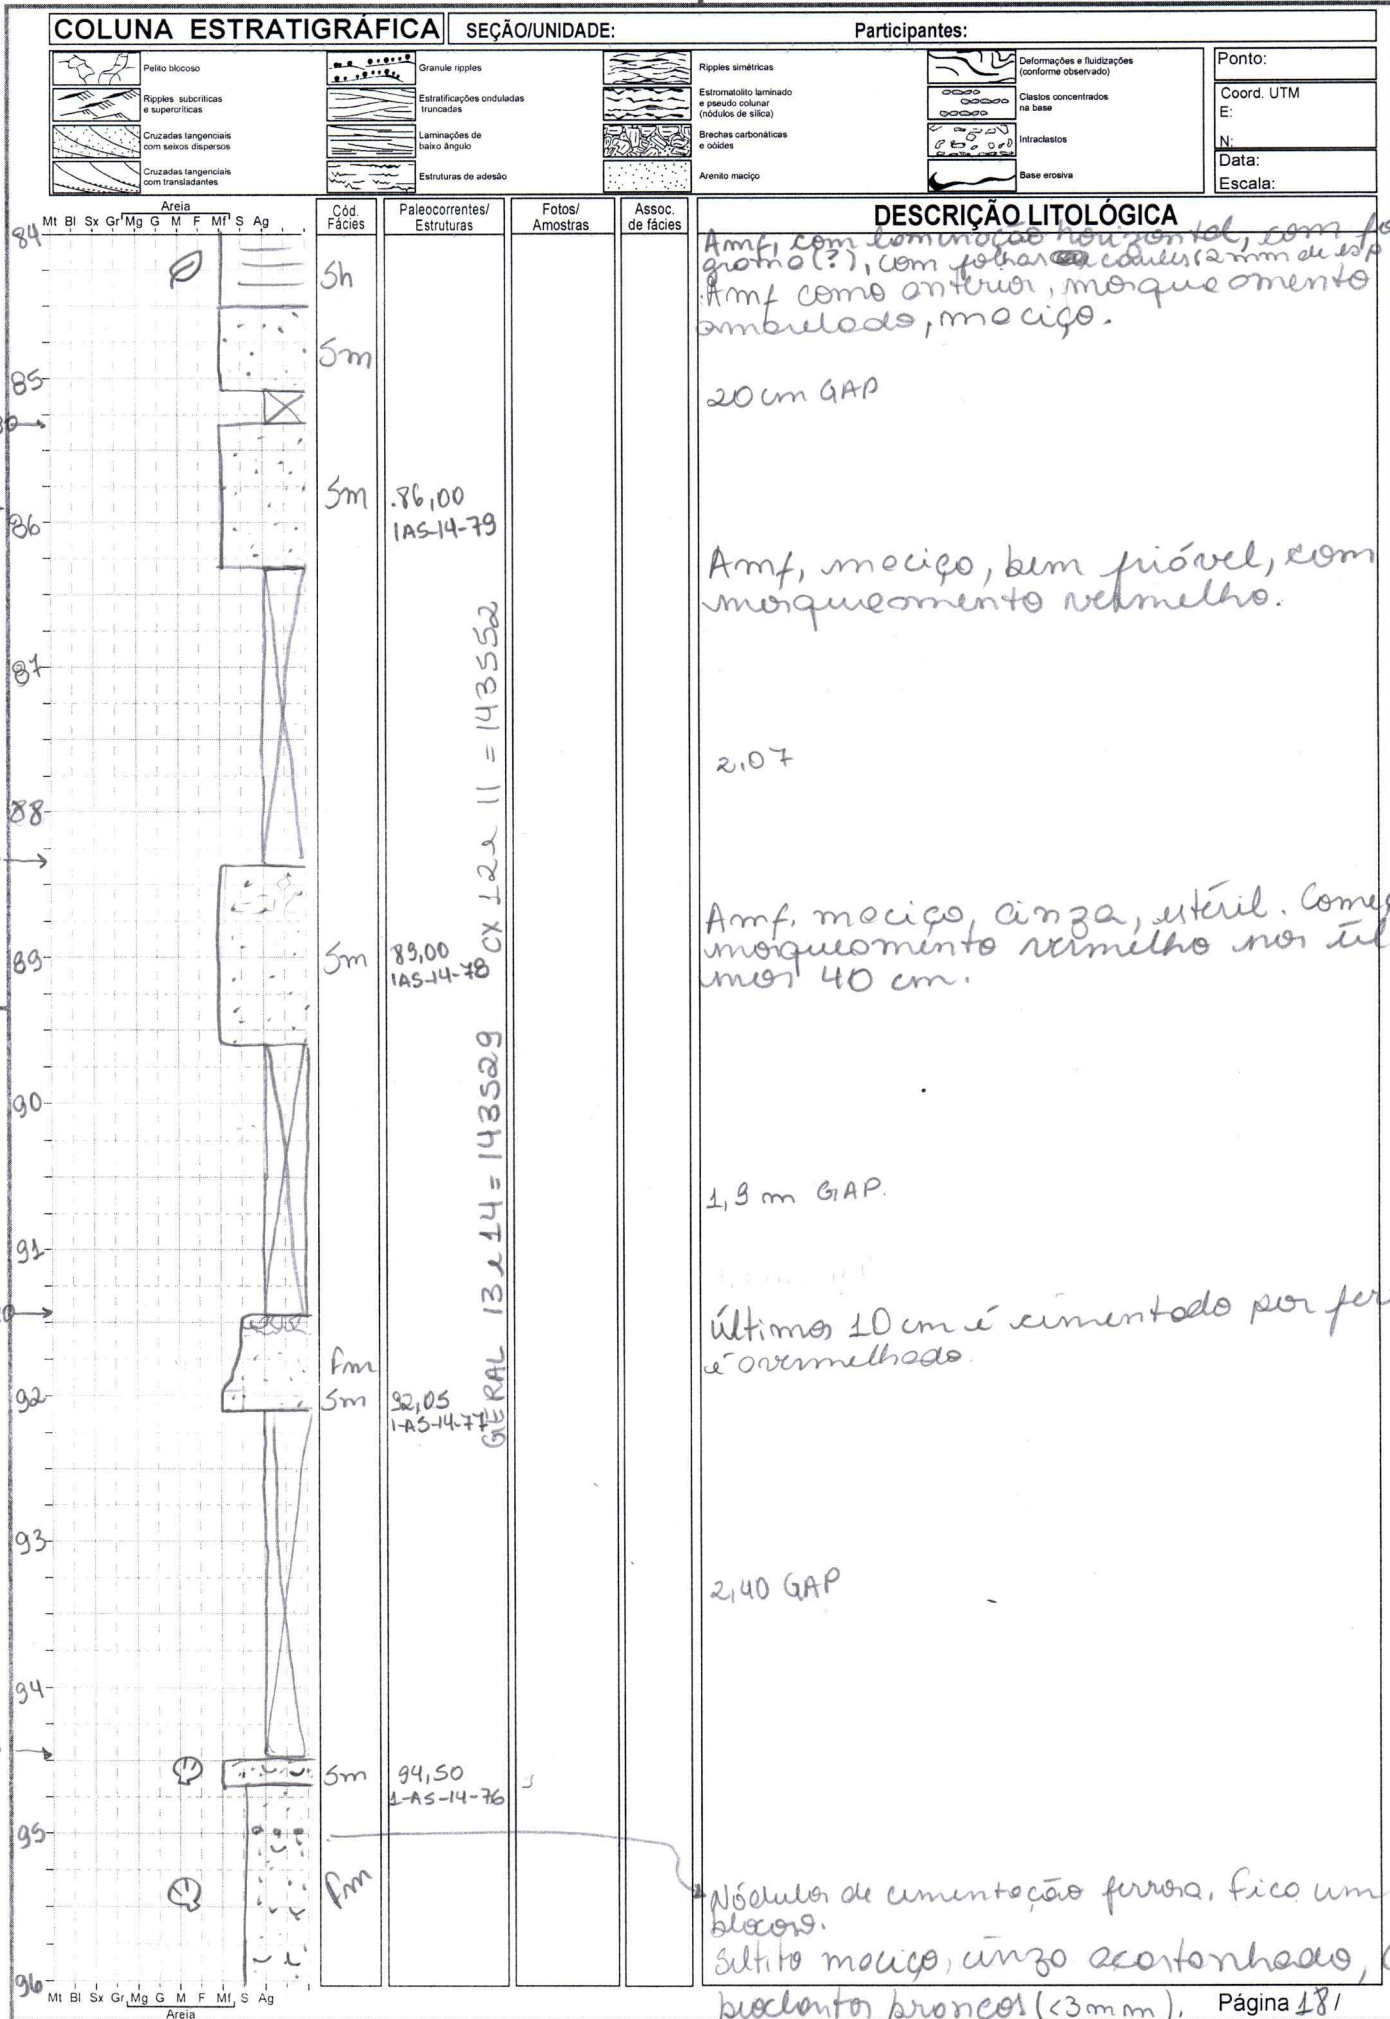 COLUNA ESTRATIGRÁFICA SEÇÃO/UNIDADE: Participantes:
Pelito blocoso
Ripples subcríticas
e supercríticas
Cruzadas tangenciais
com seixos dispersos
Cruzadas tangenciais
com transladantes
Granule ripples
Estratificações onduladas
truncadas
Laminações de
baixo ângulo
Estruturas de adesão
Ripples simétricas
Estromatolito laminado
e pseudo colunar
(nódulos de sílica)
Brechas carbonáticas
e oóides
Arenito maciço
Deformações e fluidizações
(conforme observado)
Clastos concentrados
na base
Intraclastos
Base erosiva
Ponto:
Coord. UTM
E:
N:
Data:
Escala:
Areia
Mt Bl Sx Gr Mg G M F Mf S Ag
Cód.
Fácies
Paleocorrentes/
Estruturas
Fotos/
Amostras
Assoc.
de fácies
DESCRIÇÃO LITOLÓGICA
84
Sh
Amf, com laminação horizontal, com
grama (?), com folhas caules (2mm de esp
Amf como anterior, mosqueamento
amarelado, maciço.
Sm
85
20 cm GAP
Sm
86,00
1AS-14-79
86
Amf, maciço, bem friável, com
mosqueamento vermelho.
87
2,07
88
CX 12 e 11 = 143552
Amf, maciço, cinza, estéril. Come
mosqueamento vermelho nos úl
mos 40 cm.
Sm
89,00
1AS-14-78
89
90
1,9 m GAP.
91
GERAL 13 e 14 = 143529
últimos 10 cm é cimentado por fer
é avermelhado.
Fm
92
Sm
92,05
1-AS-14-77
93
2,40 GAP
94
Sm
94,50
1-AS-14-76
95
Fm
Nódulos de cimentação ferrosa, fica um
blocoso.
Siltito maciço, cinza acastanhado,
96
bioclastos brancos (<3mm).
Mt Bl Sx Gr Mg G M F Mf S Ag
Areia
Página 18/